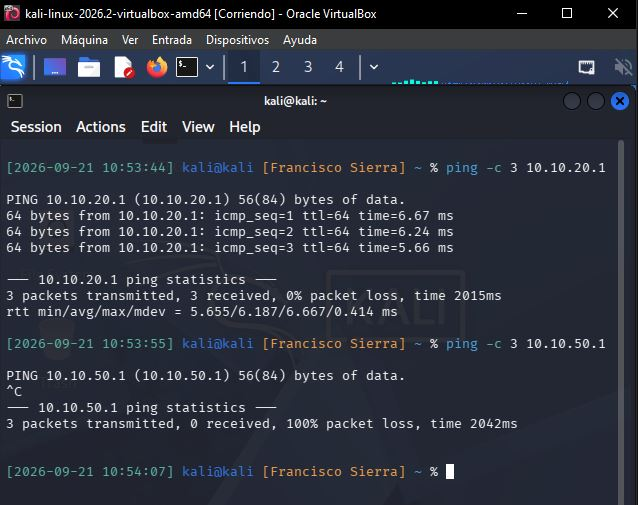 kali-linux-2026.2-virtualbox-amd64 [Corriendo] - Oracle VirtualBox
Archivo Máquina Ver Entrada Dispositivos Ayuda
1 2 3 4
kali@kali: ~
Session Actions Edit View Help
[2026-09-21 10:53:44] kali@kali [Francisco Sierra] ~ % ping -c 3 10.10.20.1
PING 10.10.20.1 (10.10.20.1) 56(84) bytes of data.
64 bytes from 10.10.20.1: icmp_seq=1 ttl=64 time=6.67 ms
64 bytes from 10.10.20.1: icmp_seq=2 ttl=64 time=6.24 ms
64 bytes from 10.10.20.1: icmp_seq=3 ttl=64 time=5.66 ms
--- 10.10.20.1 ping statistics ---
3 packets transmitted, 3 received, 0% packet loss, time 2015ms
rtt min/avg/max/mdev = 5.655/6.187/6.667/0.414 ms
[2026-09-21 10:53:55] kali@kali [Francisco Sierra] ~ % ping -c 3 10.10.50.1
PING 10.10.50.1 (10.10.50.1) 56(84) bytes of data.
^C
--- 10.10.50.1 ping statistics ---
3 packets transmitted, 0 received, 100% packet loss, time 2042ms
[2026-09-21 10:54:07] kali@kali [Francisco Sierra] ~ %